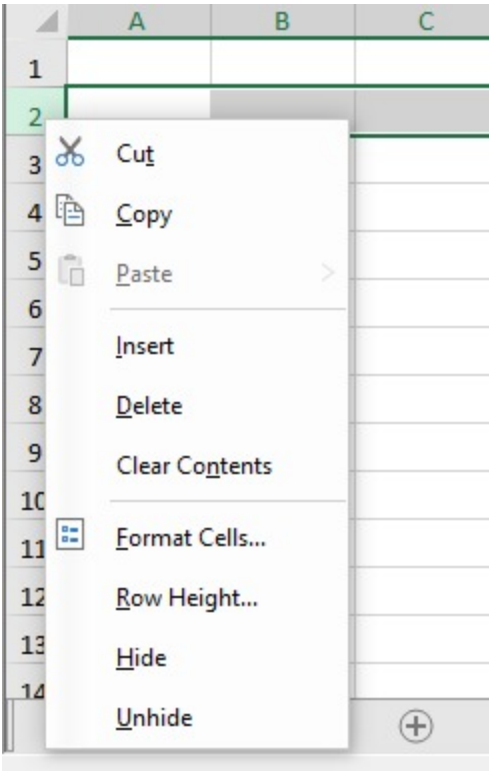 A B C
1
2
3 Cut
4 Copy
5 Paste
6
7 Insert
8 Delete
9 Clear Contents
10
11 Format Cells...
12 Row Height...
13 Hide
14 Unhide